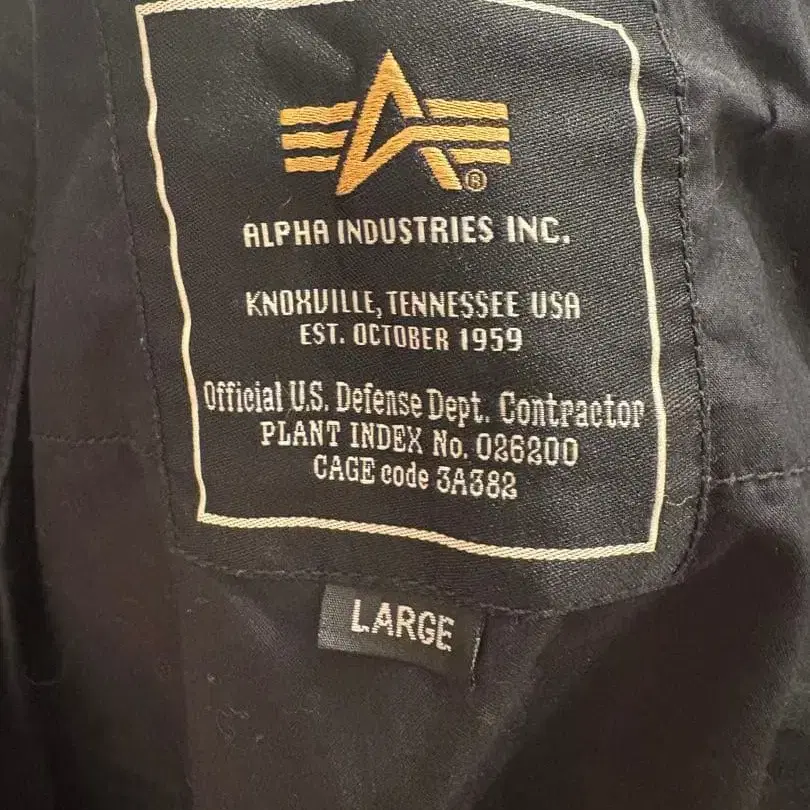 ®
ALPHA INDUSTRIES INC.
KNOXVILLE, TENNESSEE USA
EST. OCTOBER 1959
Official U.S. Defense Dept. Contractor
PLANT INDEX No. 026200
CAGE code 3A382
LARGE